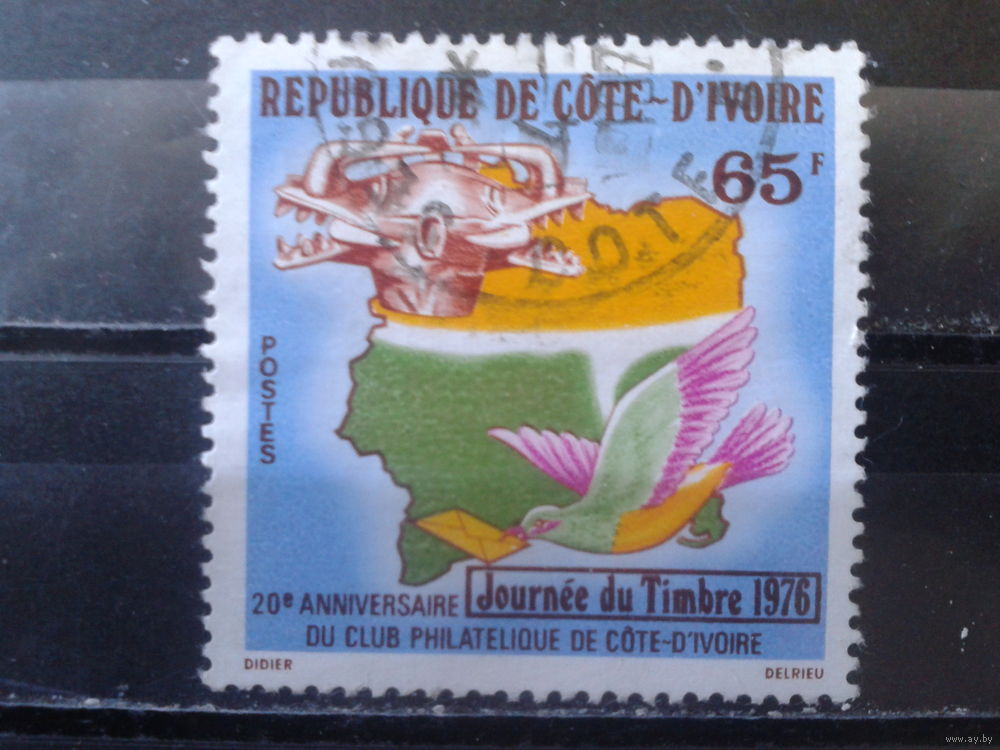 REPUBLIQUE DE CÔTE~D'IVOIRE
65F
POSTES
20e ANNIVERSAIRE Journée du Timbre 1976
DU CLUB PHILATELIQUE DE CÔTE~D'IVOIRE
DIDIER DELRIEU
www.ay.by